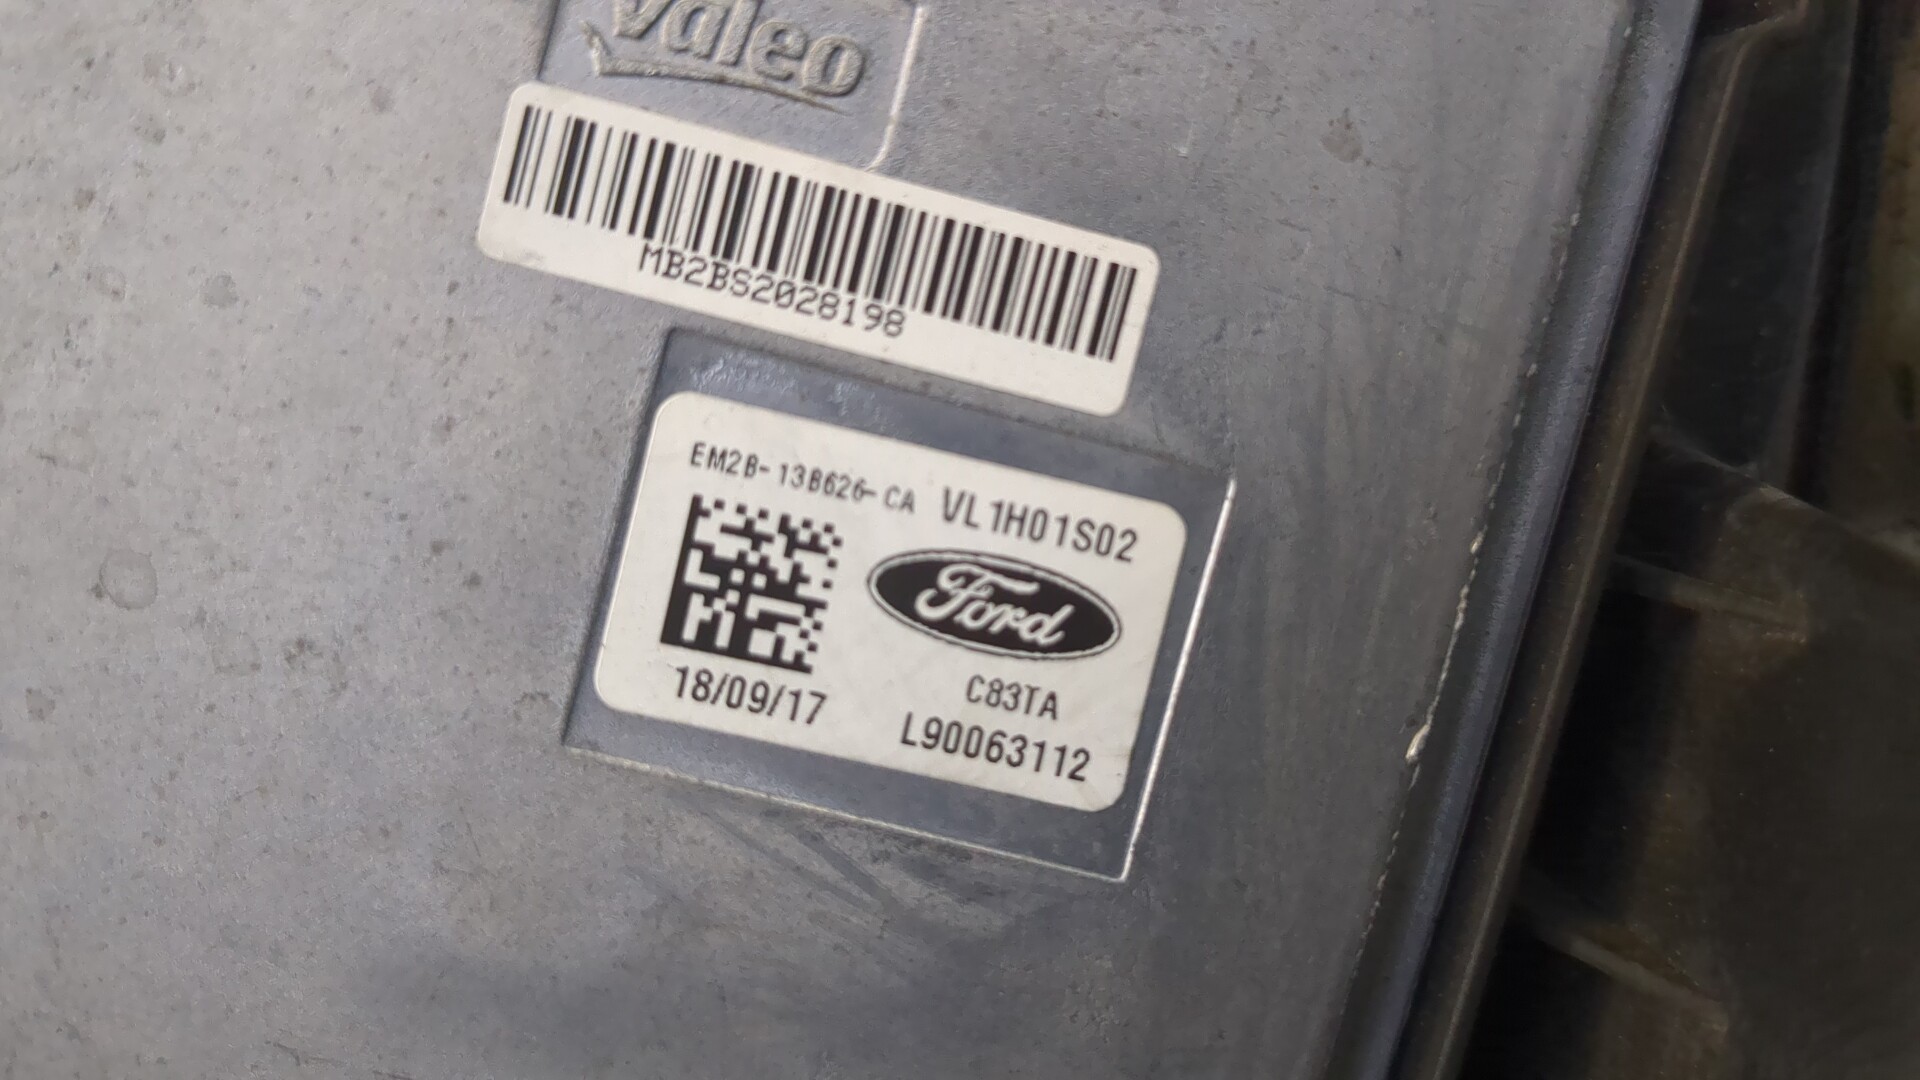 Valeo
MB2BS2028198
EM2B-13B626-CA VL1H01S02
Ford
18/09/17
C83TA
L90063112